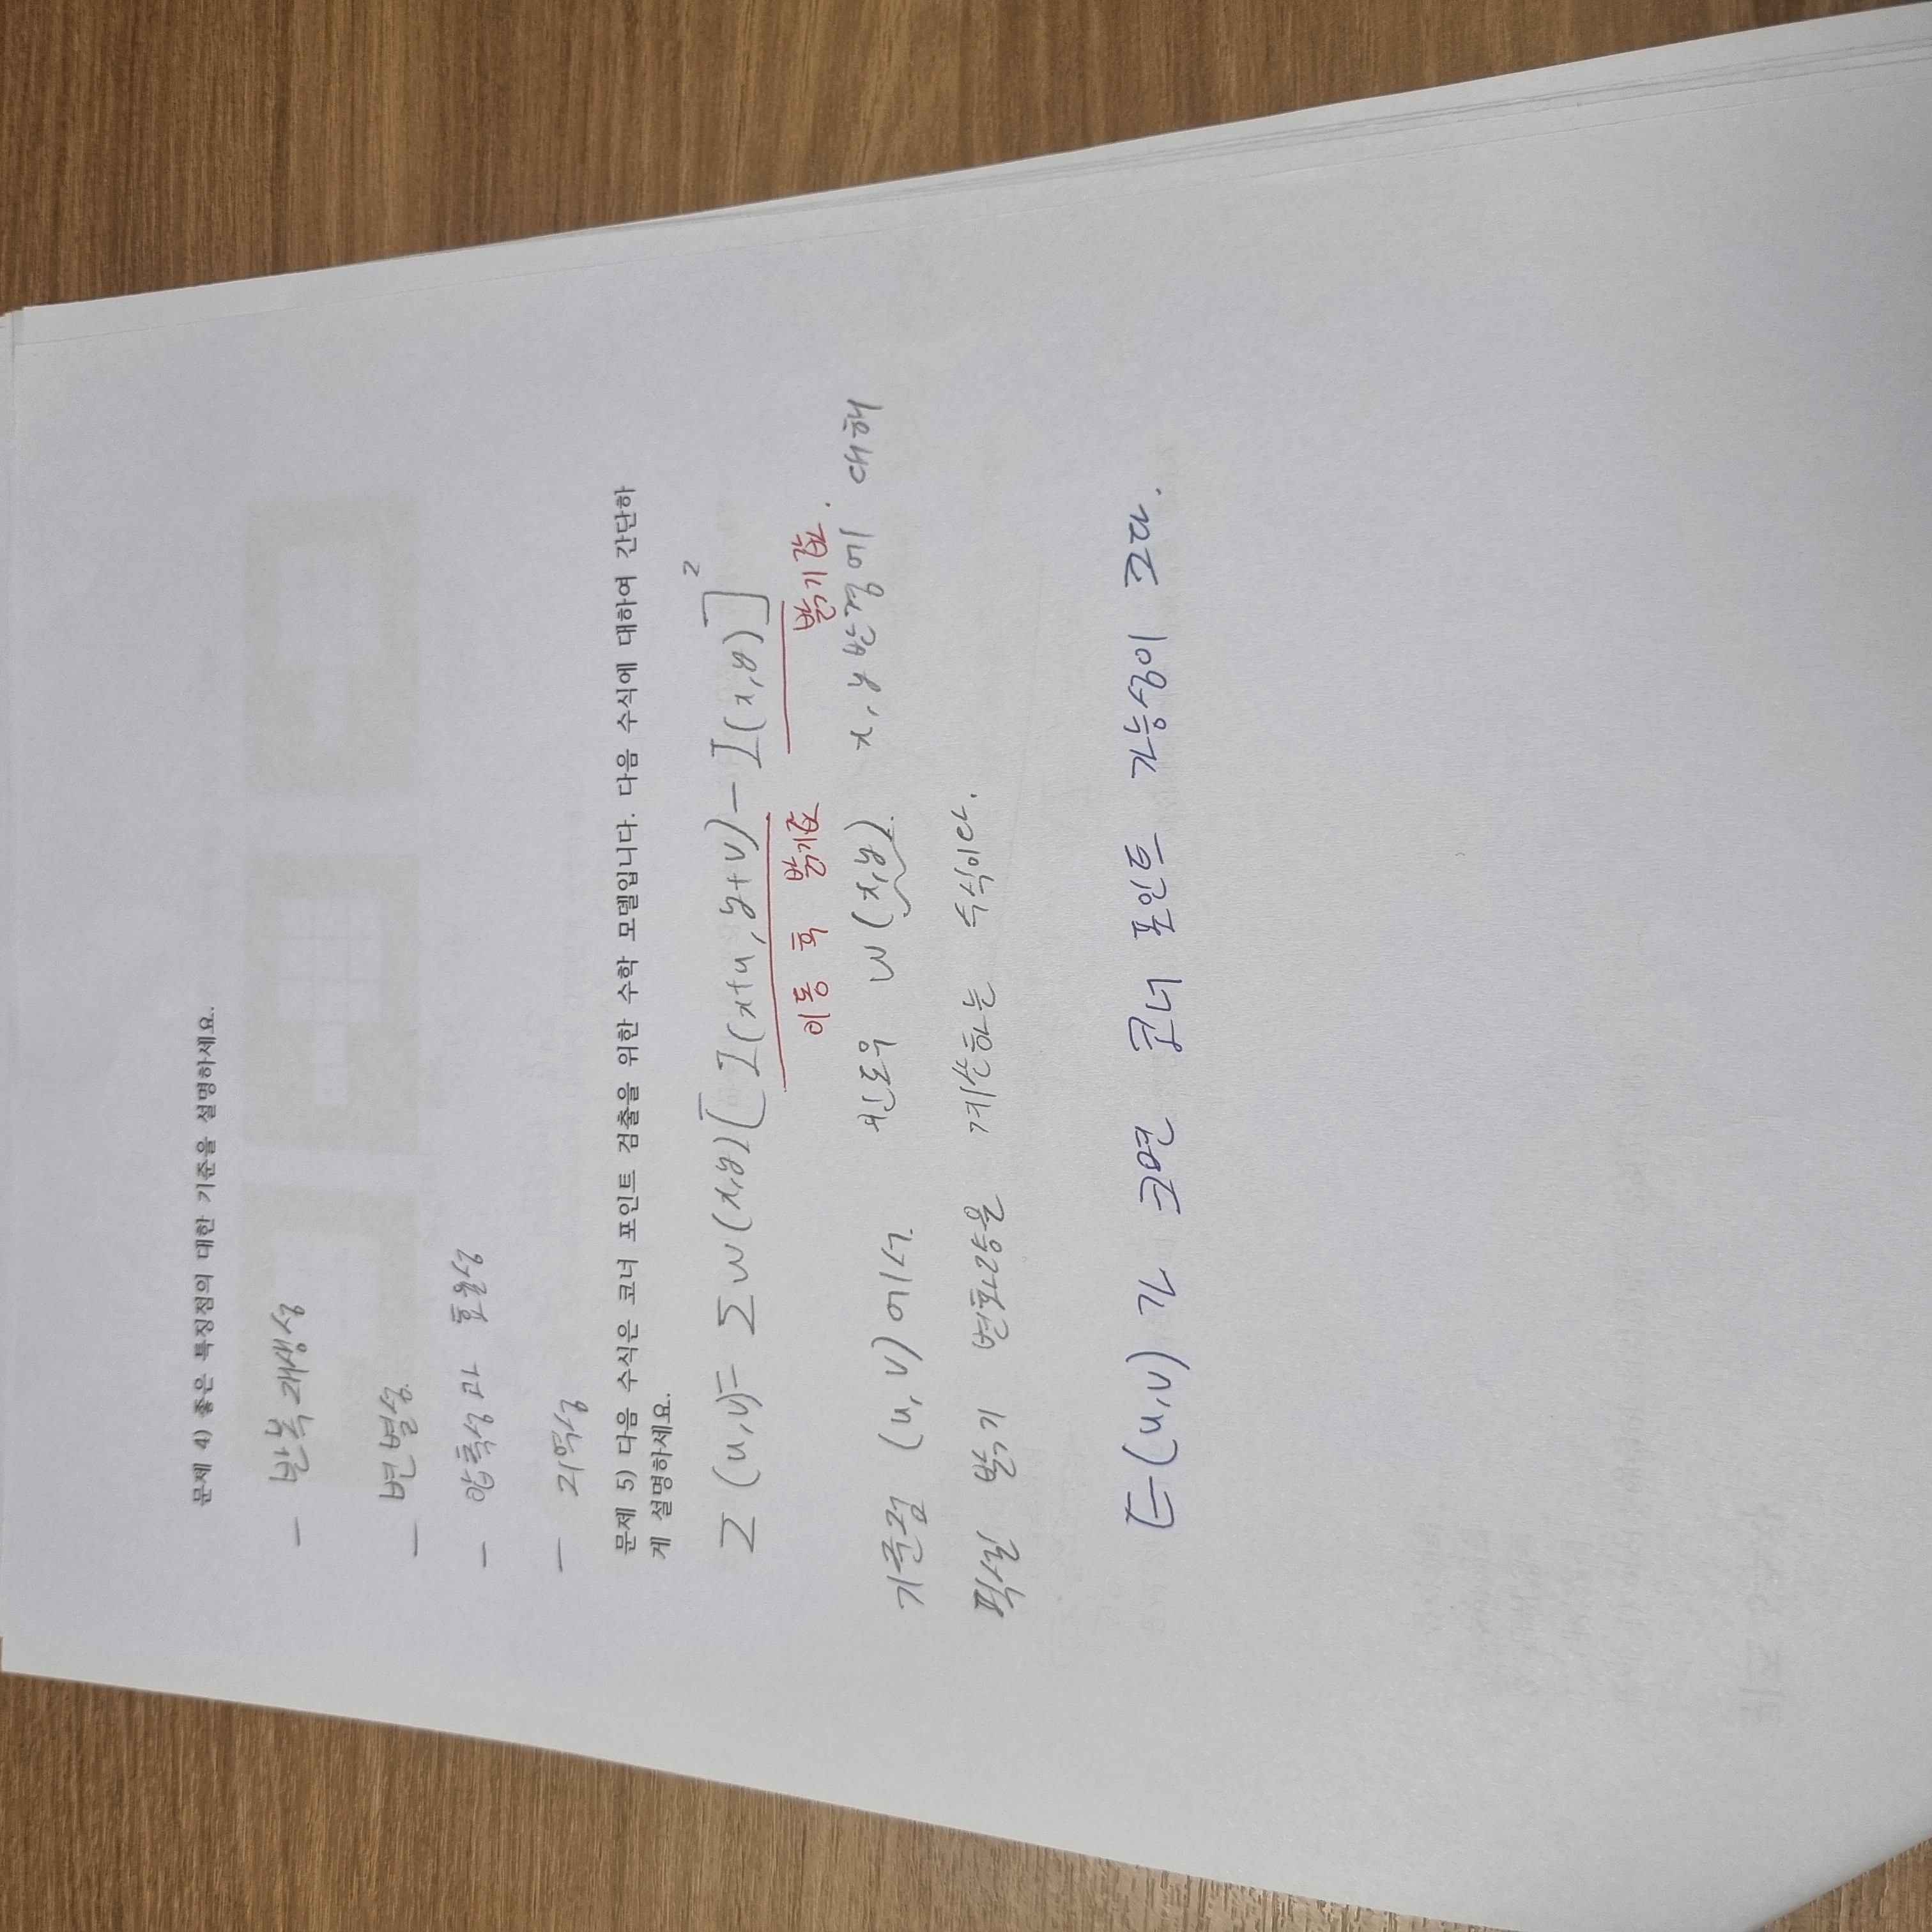 문제 4) 좋은 특징점의 대한 기준을 설명하세요.
– 반복재생성
– 변별성.
– 압축성과 효율성
– 지역성
문제 5) 다음 수식은 코너 포인트 검출을 위한 수학 모델입니다. 다음 수식에 대하여 간단하
게 설명하세요.
Σ (u,v)= Σw(x,y)[I(x+u, y+v)-I(x,y)]²
이동 후 밝기값 밝기값.
기준점 (u,v)에서. 윈도우 w(x,y). x,y반경에 대해
픽셀 밝기 변화량을 계산하는 수식이다.
E(u,v)가 크면 코너 포인트 가능성이 크다.